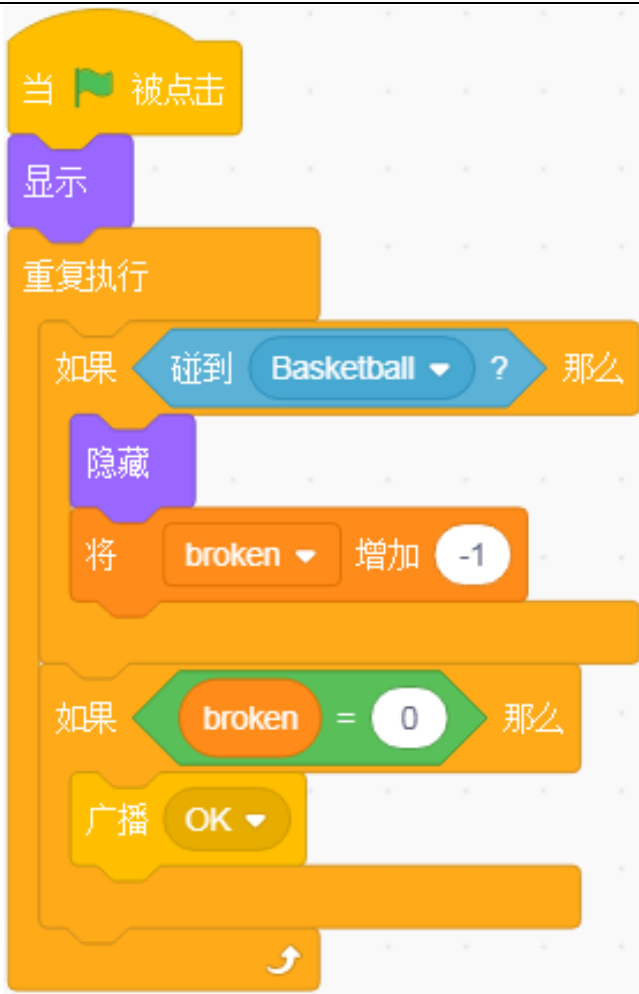 当 被点击
显示
重复执行
如果 碰到 Basketball ? 那么
隐藏
将 broken 增加 -1
如果 broken = 0 那么
广播 OK